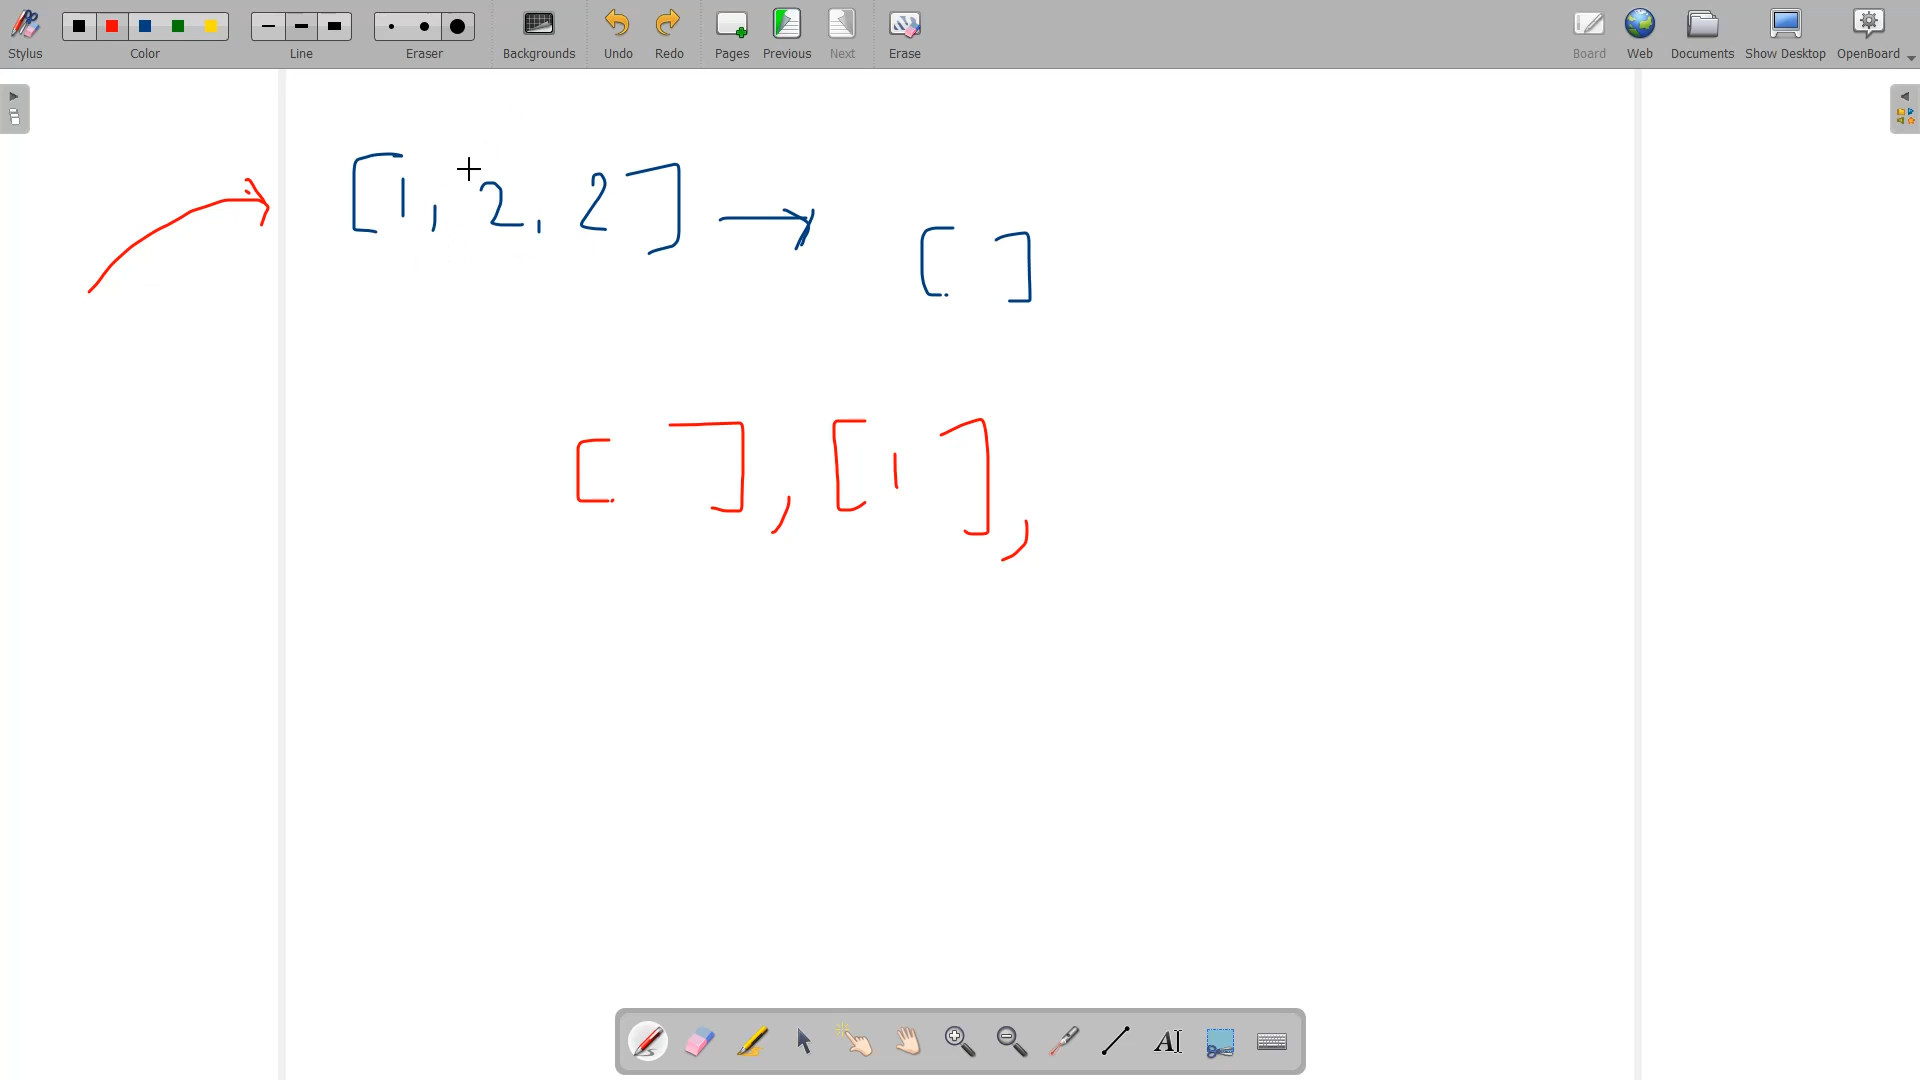 Stylus Color Line Eraser Backgrounds Undo Redo Pages Previous Next Erase Board Web Documents Show Desktop OpenBoard
[1, 2, 2] →
[ ]
[ ], [1],
AI